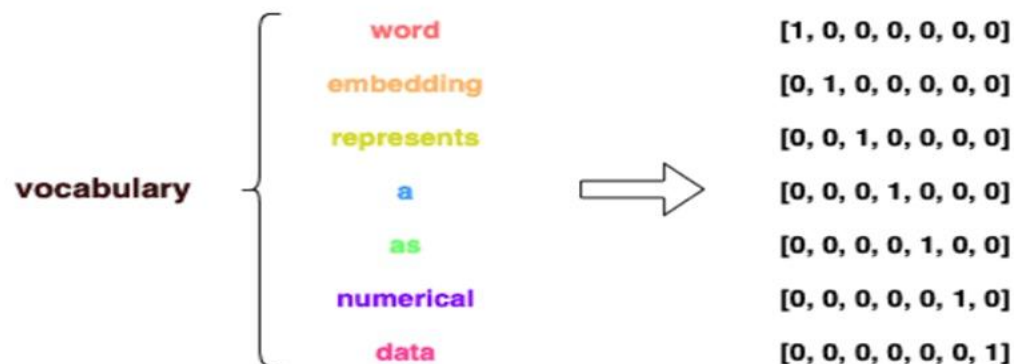 word [1, 0, 0, 0, 0, 0, 0]
embedding [0, 1, 0, 0, 0, 0, 0]
represents [0, 0, 1, 0, 0, 0, 0]
vocabulary a [0, 0, 0, 1, 0, 0, 0]
as [0, 0, 0, 0, 1, 0, 0]
numerical [0, 0, 0, 0, 0, 1, 0]
data [0, 0, 0, 0, 0, 0, 1]